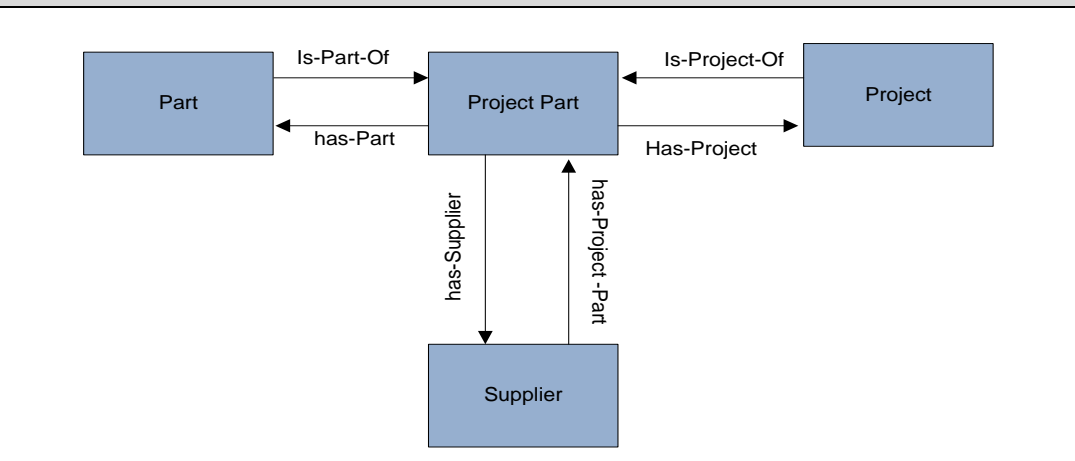 Is-Part-Of
Is-Project-Of
Part
Project Part
Project
has-Part
Has-Project
has-Supplier
has-Project -Part
Supplier